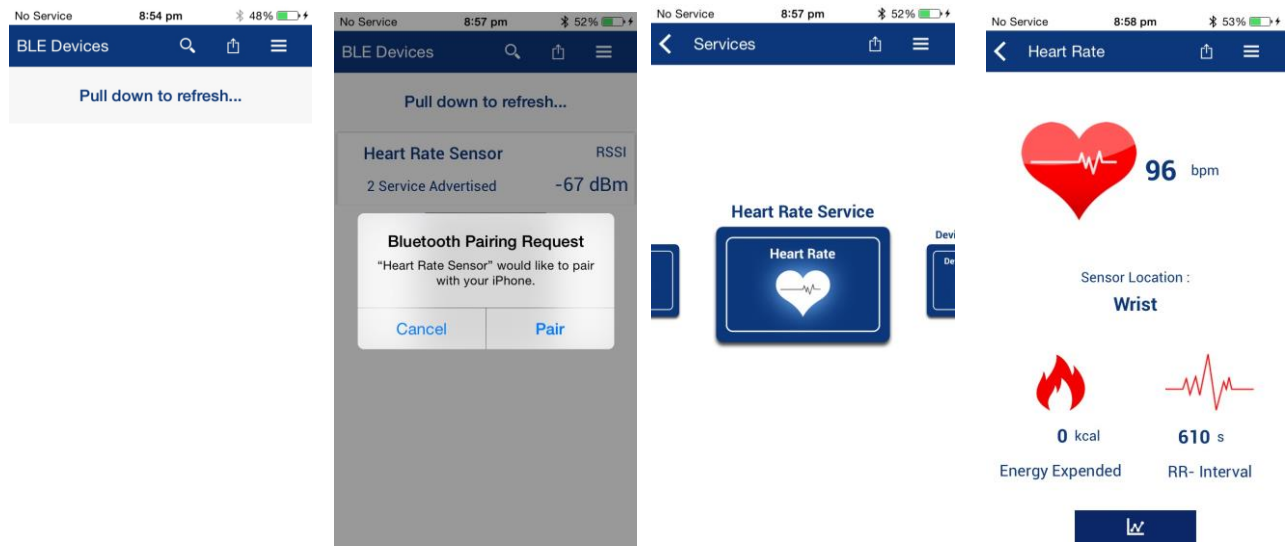 No Service 8:54 pm 48%
BLE Devices
Pull down to refresh...
No Service 8:57 pm 52%
BLE Devices
Pull down to refresh...
Heart Rate Sensor RSSI
2 Service Advertised -67 dBm
Bluetooth Pairing Request
“Heart Rate Sensor” would like to pair
with your iPhone.
Cancel Pair
No Service 8:57 pm 52%
Services
Heart Rate Service
Heart Rate
Devi
De
No Service 8:58 pm 53%
Heart Rate
96 bpm
Sensor Location :
Wrist
0 kcal 610 s
Energy Expended RR- Interval